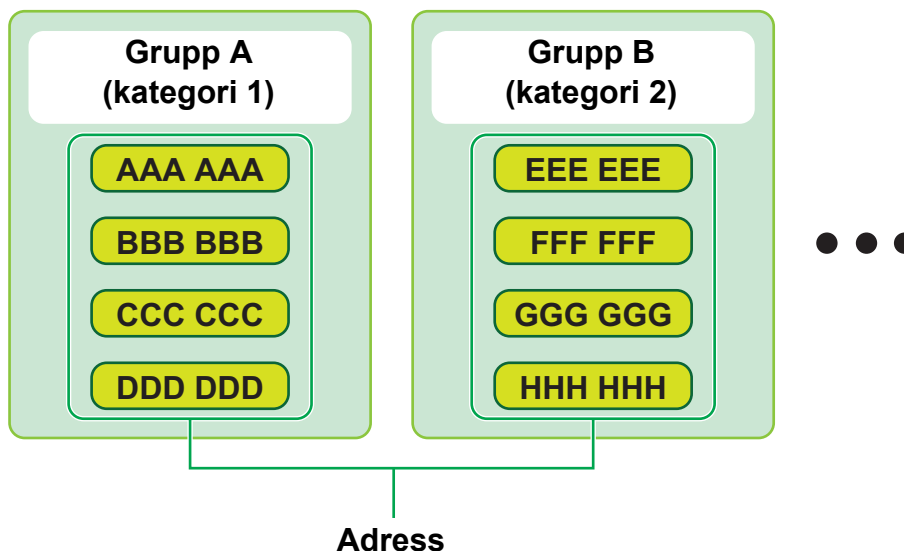 Grupp A
(kategori 1)
AAA AAA
BBB BBB
CCC CCC
DDD DDD
Grupp B
(kategori 2)
EEE EEE
FFF FFF
GGG GGG
HHH HHH
Adress